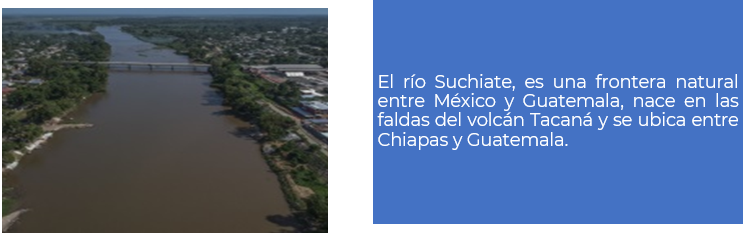 El río Suchiate, es una frontera natural
entre México y Guatemala, nace en las
faldas del volcán Tacaná y se ubica entre
Chiapas y Guatemala.